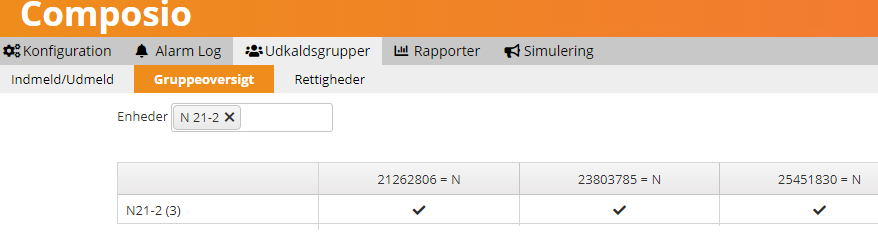 Composio
Konfiguration Alarm Log Udkaldsgrupper Rapporter Simulering
Indmeld/Udmeld Gruppeoversigt Rettigheder
Enheder N 21-2
21262806 = N 23803785 = N 25451830 = N
N21-2 (3)